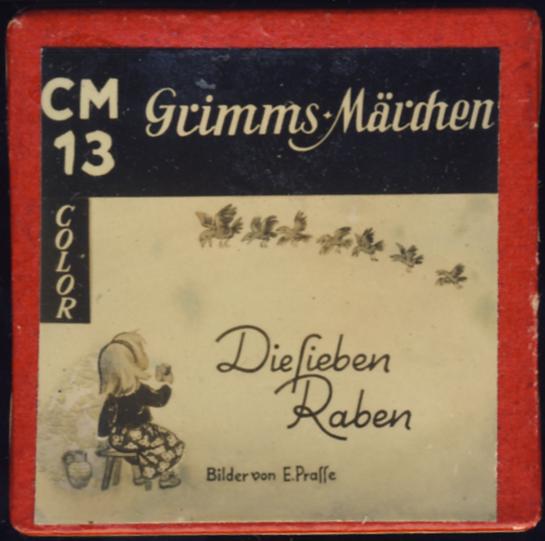 CM
13
Grimms-Märchen
COLOR
Die ſieben
Raben
Bilder von E. Praſſe